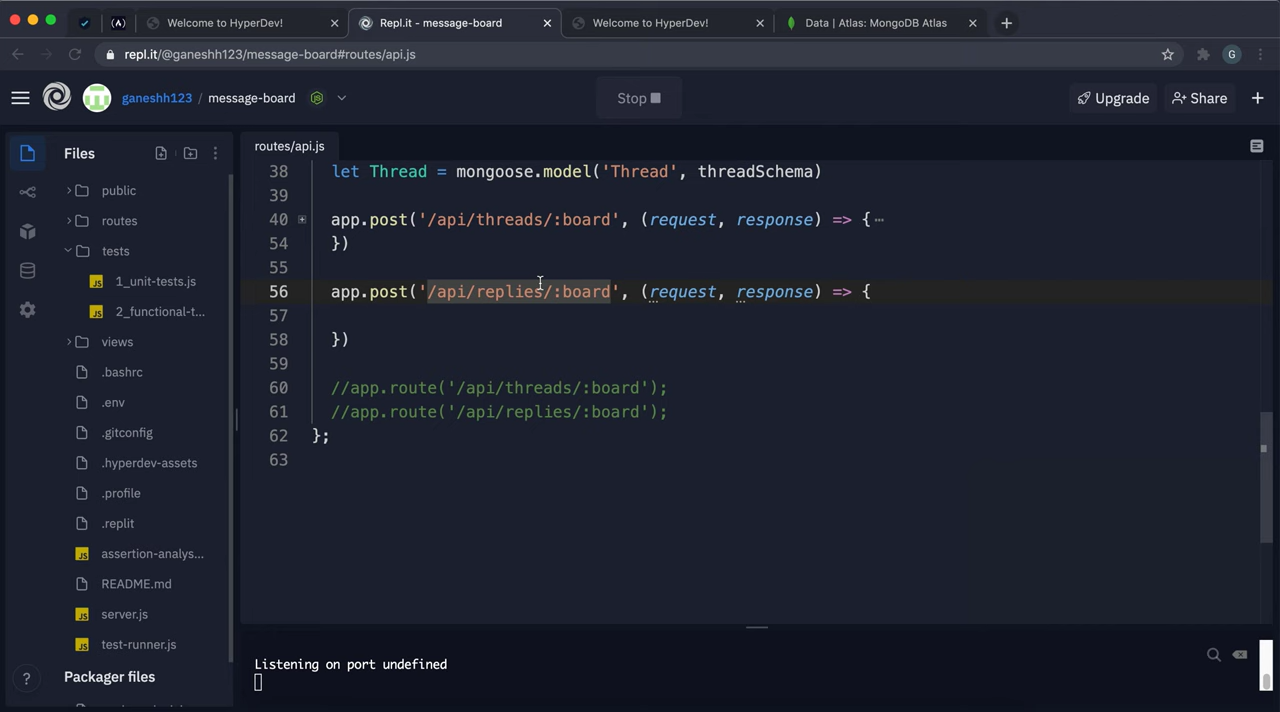 Welcome to HyperDev!
Repl.it - message-board
Welcome to HyperDev!
Data | Atlas: MongoDB Atlas
repl.it/@ganeshh123/message-board#routes/api.js
G
ganeshh123 / message-board
Stop
Upgrade
Share
Files
routes/api.js
public
routes
tests
1_unit-tests.js
2_functional-t...
views
.bashrc
.env
.gitconfig
.hyperdev-assets
.profile
.replit
assertion-analys...
README.md
server.js
test-runner.js
Packager files
?
38 let Thread = mongoose.model('Thread', threadSchema)
39
40 app.post('/api/threads/:board', (request, response) => {…
54 })
55
56 app.post('/api/replies/:board', (request, response) => {
57
58 })
59
60 //app.route('/api/threads/:board');
61 //app.route('/api/replies/:board');
62 };
63
Listening on port undefined